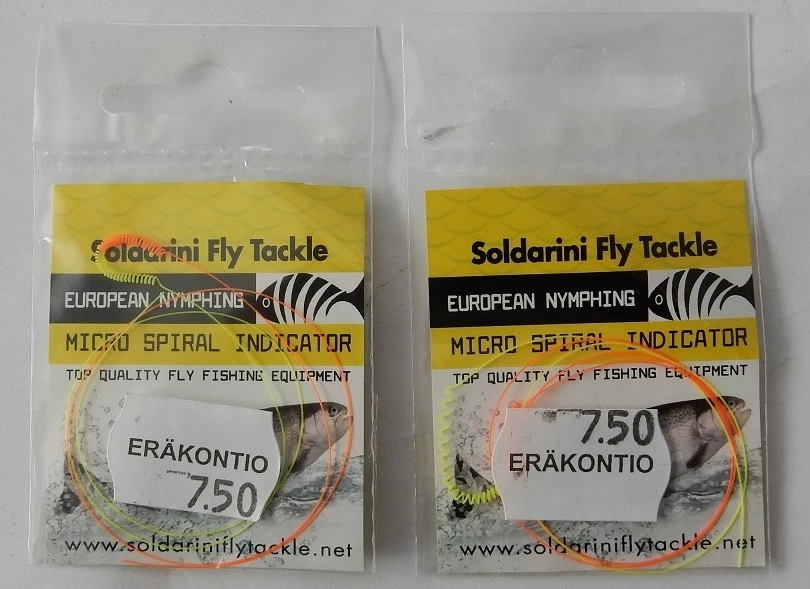 Soldarini Fly Tackle
EUROPEAN NYMPHING
MICRO SPIRAL INDICATOR
TOP QUALITY FLY FISHING EQUIPMENT
ERÄKONTIO
7.50
www.soldariniflytackle.net
Soldarini Fly Tackle
EUROPEAN NYMPHING
MICRO SPIRAL INDICATOR
TOP QUALITY FLY FISHING EQUIPMENT
7.50
ERÄKONTIO
www.soldariniflytackle.net